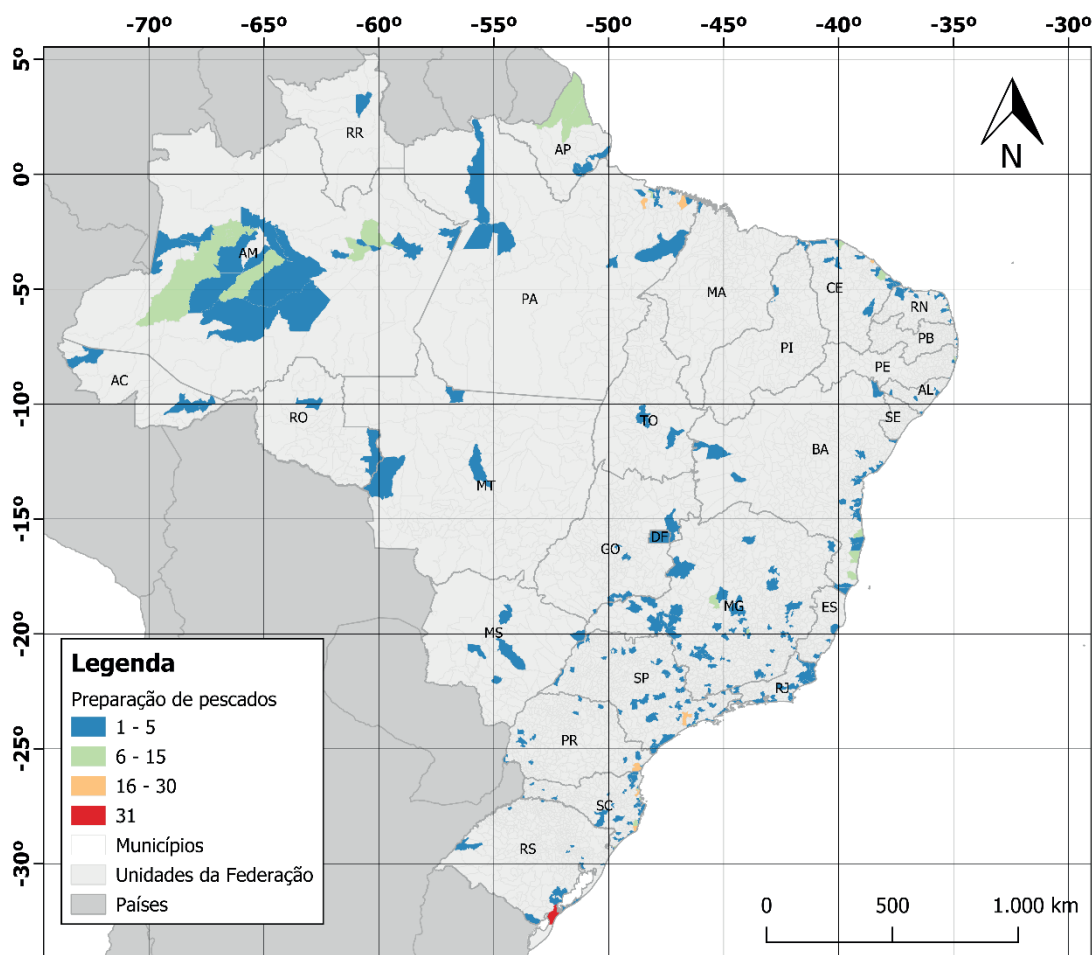 -70º -65º -60º -55º -50º -45º -40º -35º -30º
5º
RR
AP
N
0º
AM
-5º
PA
MA
CE
RN
PI
PB
PE
AC
AL
-10º
RO
TO
SE
BA
MT
-15º
DF
GO
MG
ES
-20º
MS
SP
RJ
-25º
PR
SC
RS
-30º
Legenda
Preparação de pescados
1 - 5
6 - 15
16 - 30
31
Municípios
Unidades da Federação
Países
0 500 1.000 km